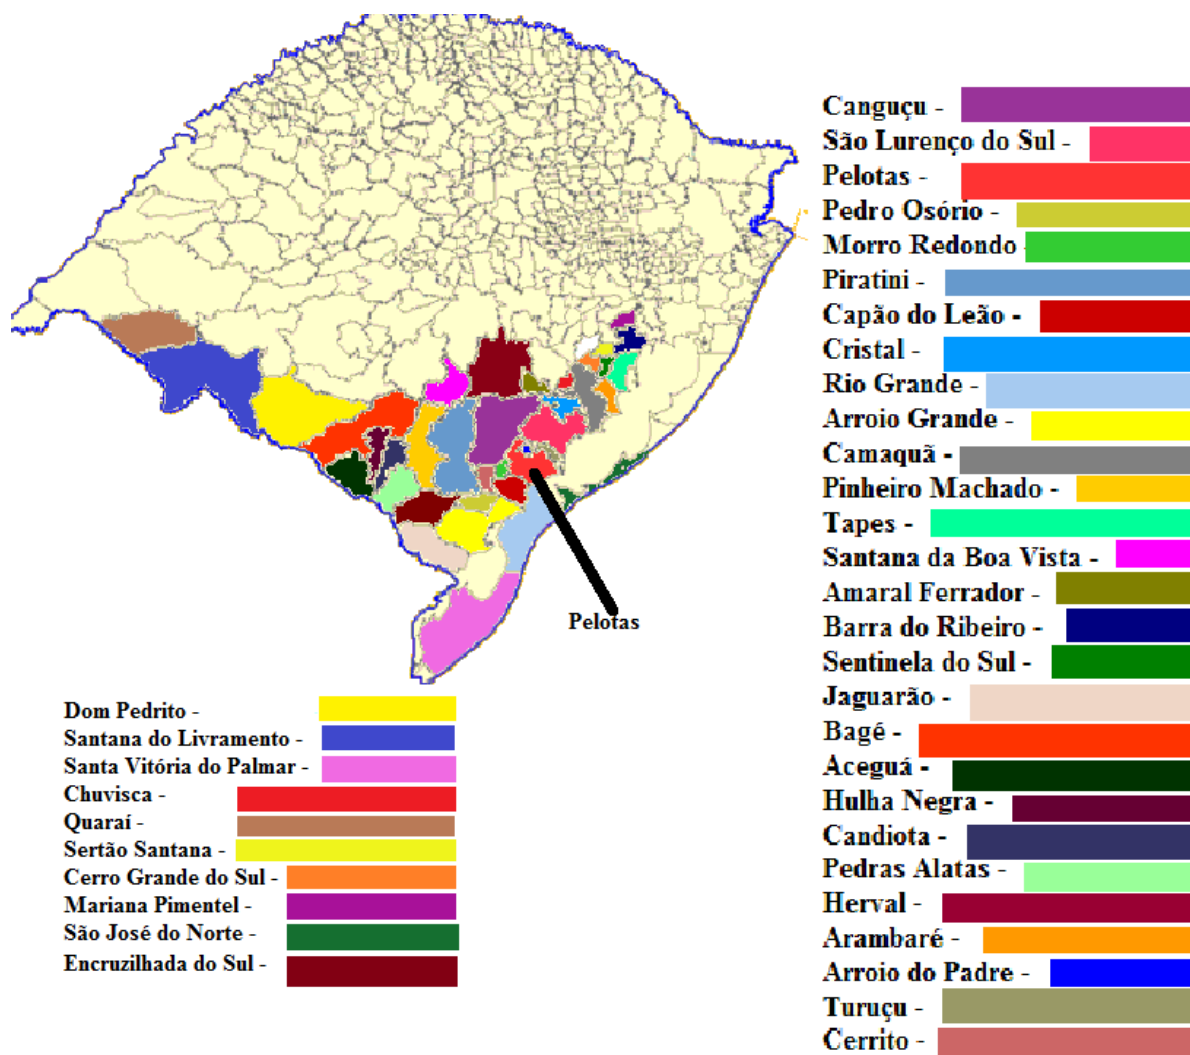 Canguçu -
São Lurenço do Sul -
Pelotas -
Pedro Osório -
Morro Redondo -
Piratini -
Capão do Leão -
Cristal -
Rio Grande -
Arroio Grande -
Camaquã -
Pinheiro Machado -
Tapes -
Santana da Boa Vista -
Amaral Ferrador -
Barra do Ribeiro -
Sentinela do Sul -
Jaguarão -
Bagé -
Aceguá -
Hulha Negra -
Candiota -
Pedras Alatas -
Herval -
Arambaré -
Arroio do Padre -
Turuçu -
Cerrito -
Pelotas
Dom Pedrito -
Santana do Livramento -
Santa Vitória do Palmar -
Chuvisca -
Quaraí -
Sertão Santana -
Cerro Grande do Sul -
Mariana Pimentel -
São José do Norte -
Encruzilhada do Sul -